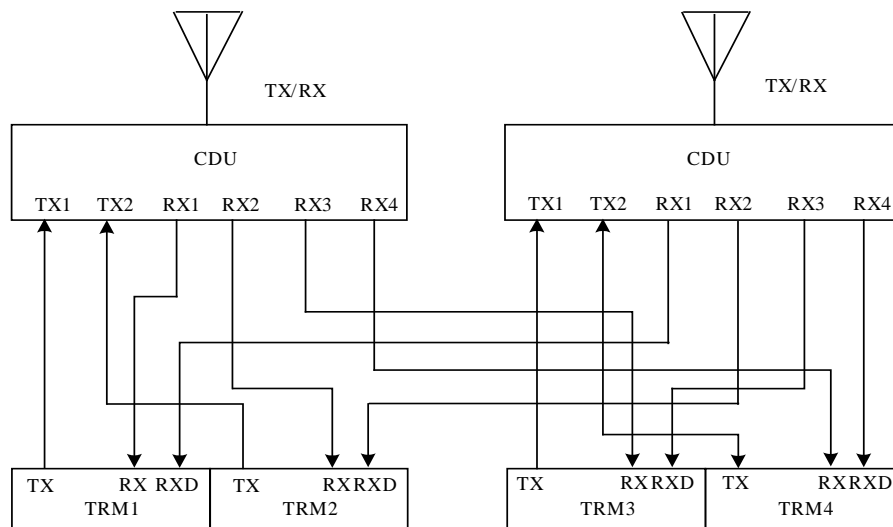 TX/RX
TX/RX
CDU
CDU
TX1 TX2 RX1 RX2 RX3 RX4
TX1 TX2 RX1 RX2 RX3 RX4
TX RX RXD TX RX RXD
TX RX RXD TX RX RXD
TRM1 TRM2 TRM3 TRM4